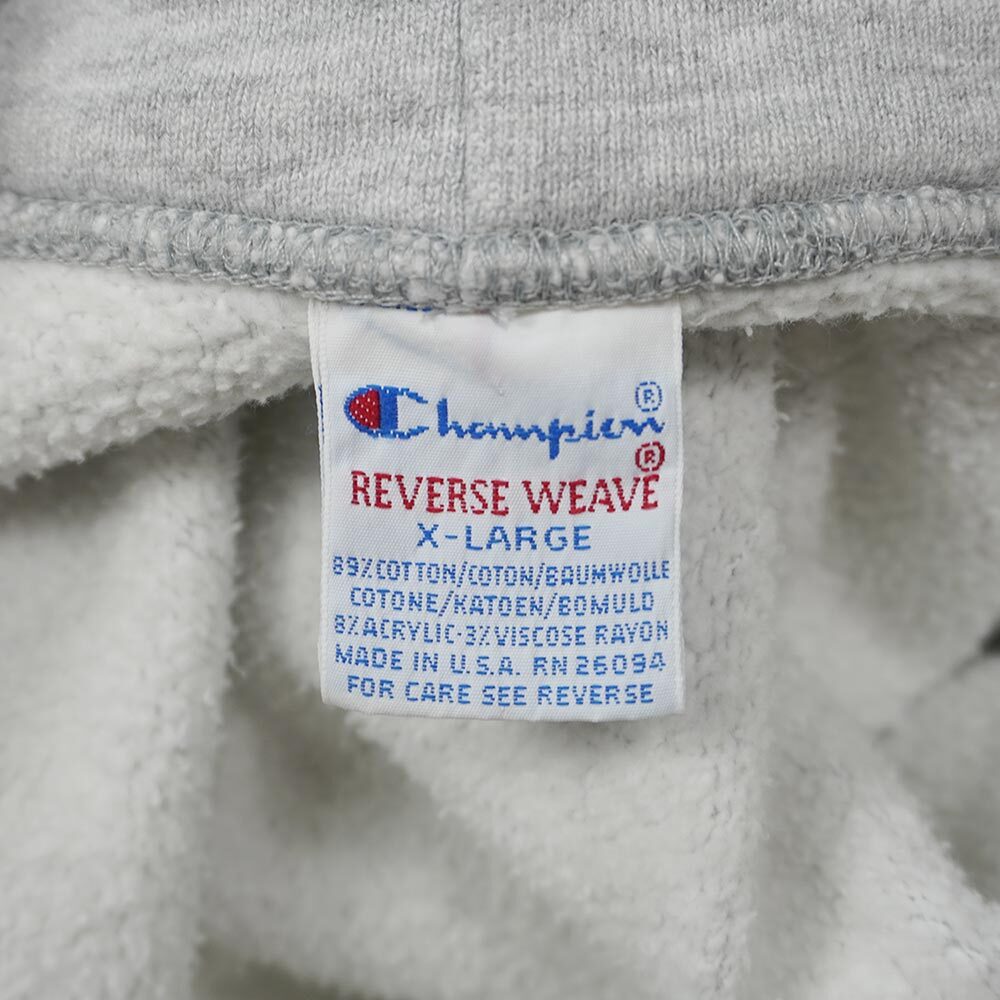 Champion®
®
REVERSE WEAVE
X-LARGE
89% COTTON/COTON/BAUMWOLLE
COTONE/KATOEN/BOMULD
8% ACRYLIC-3% VISCOSE RAYON
MADE IN U.S.A. RN 26094
FOR CARE SEE REVERSE